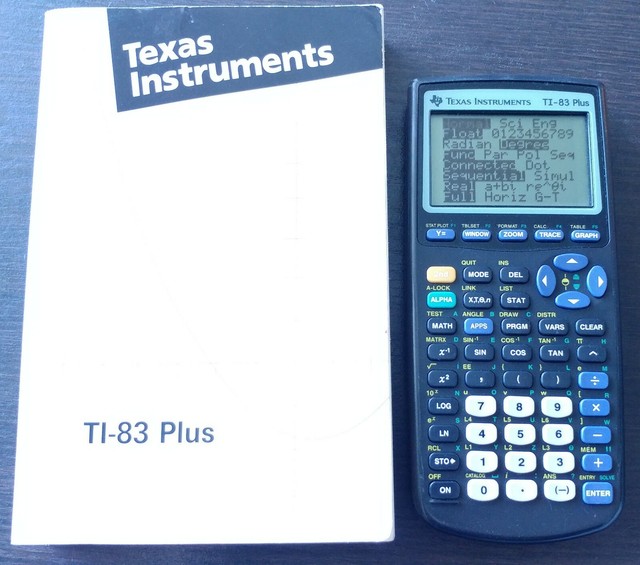 Texas
Instruments
TI-83 Plus
TEXAS INSTRUMENTS TI-83 Plus
Normal Sci Eng
Float 0123456789
Radian Degree
Func Par Pol Seq
Connected Dot
Sequential Simul
Real a+bi re^θi
Full Horiz G-T
STAT PLOT F1 TBLSET F2 FORMAT F3 CALC F4 TABLE F5
Y= WINDOW ZOOM TRACE GRAPH
QUIT INS
2nd MODE DEL
A-LOCK LINK LIST
ALPHA X,T,Θ,n STAT
TEST A ANGLE B DRAW C DISTR
MATH APPS PRGM VARS CLEAR
MATRX D SIN⁻¹ E COS⁻¹ F TAN⁻¹ G π H
x⁻¹ SIN COS TAN ^
√ I EE J { K } L e M
x² , ( ) ÷
10ˣ N u O v P w Q [ R
LOG 7 8 9 ×
eˣ S L4 T L5 U L6 V ] W
LN 4 5 6 −
RCL X L1 Y L2 Z L3 θ MEM "
STO▸ 1 2 3 +
OFF CATALOG i : ANS ? ENTRY SOLVE
ON 0 . (−) ENTER